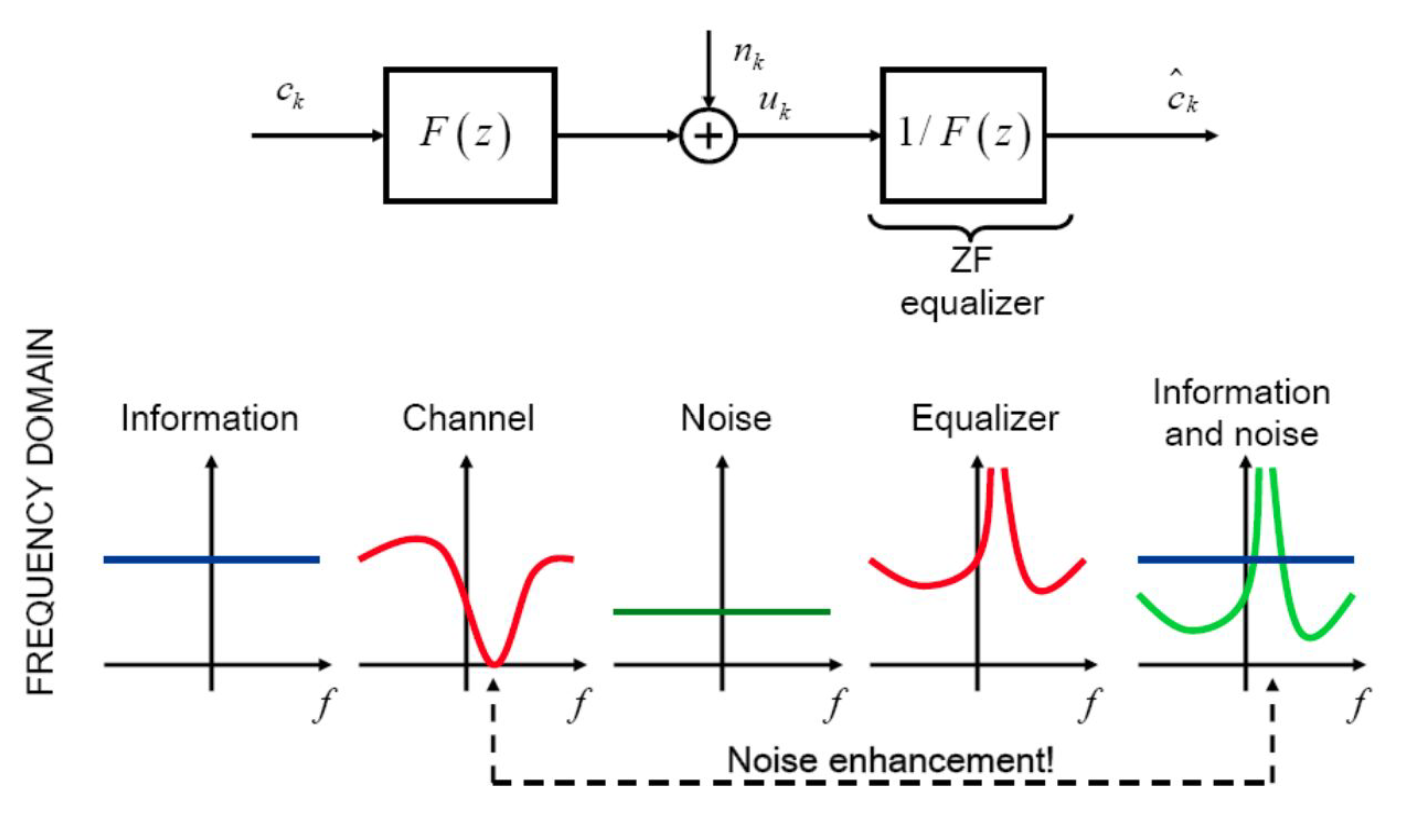 n_k
c_k
u_k
ĉ_k
F(z)
+
1/F(z)
ZF
equalizer
FREQUENCY DOMAIN
Information
Channel
Noise
Equalizer
Information
and noise
f
f
f
f
f
Noise enhancement!